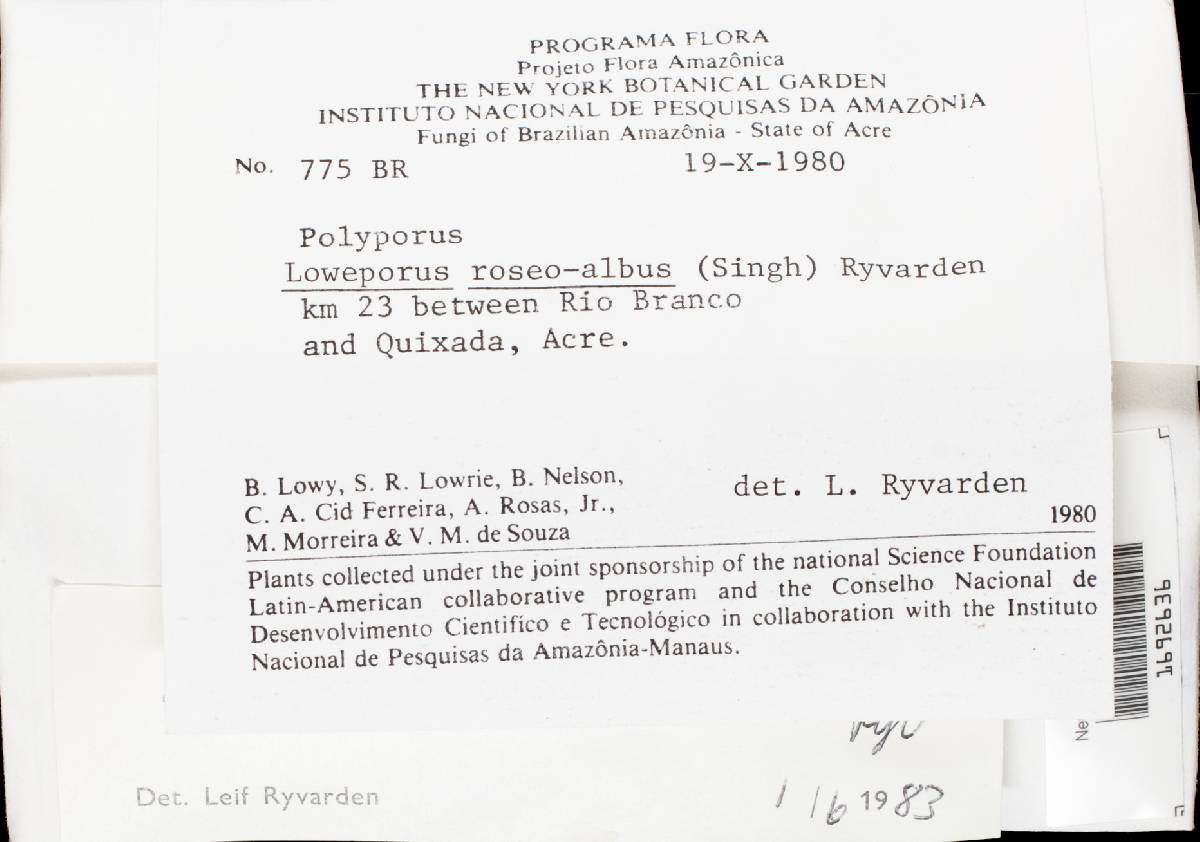 PROGRAMA FLORA
Projeto Flora Amazônica
THE NEW YORK BOTANICAL GARDEN
INSTITUTO NACIONAL DE PESQUISAS DA AMAZÔNIA
Fungi of Brazilian Amazônia - State of Acre
No. 775 BR 19-X-1980
Polyporus
Loweporus roseo-albus (Singh) Ryvarden
km 23 between Rio Branco
and Quixada, Acre.
B. Lowy, S. R. Lowrie, B. Nelson,
C. A. Cid Ferreira, A. Rosas, Jr.,
M. Morreira & V. M. de Souza
det. L. Ryvarden
1980
Plants collected under the joint sponsorship of the national Science Foundation
Latin-American collaborative program and the Conselho Nacional de
Desenvolvimento Cientifico e Tecnológico in collaboration with the Instituto
Nacional de Pesquisas da Amazônia-Manaus.
Ne
Det. Leif Ryvarden 1/6 1983